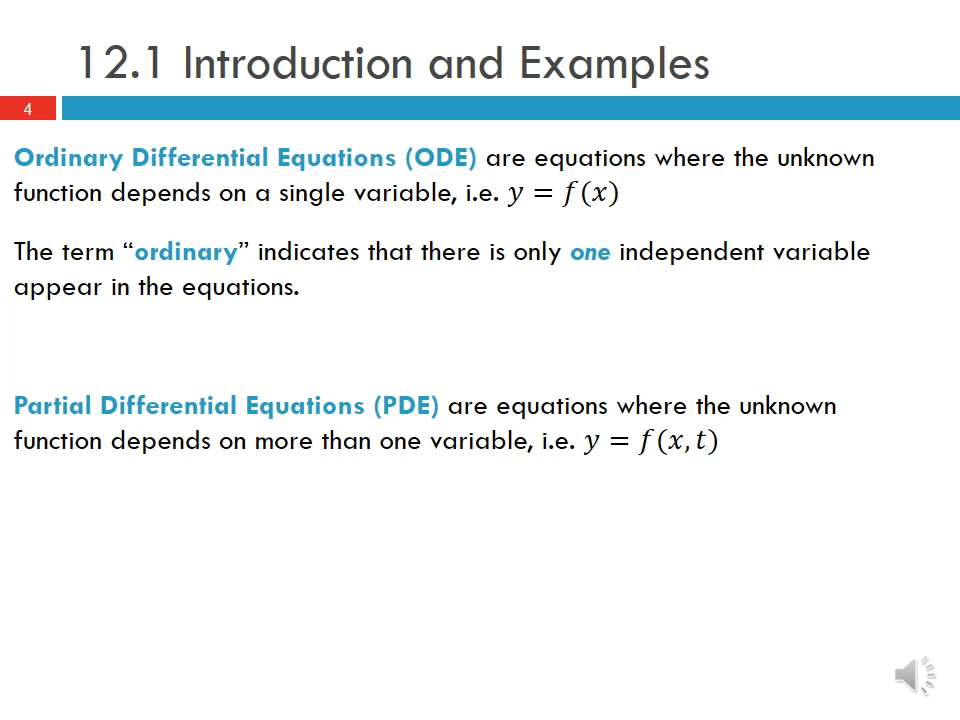 12.1 Introduction and Examples
4
Ordinary Differential Equations (ODE) are equations where the unknown
function depends on a single variable, i.e. 𝑦 = 𝑓(𝑥)
The term “ordinary” indicates that there is only one independent variable
appear in the equations.
Partial Differential Equations (PDE) are equations where the unknown
function depends on more than one variable, i.e. 𝑦 = 𝑓(𝑥, 𝑡)